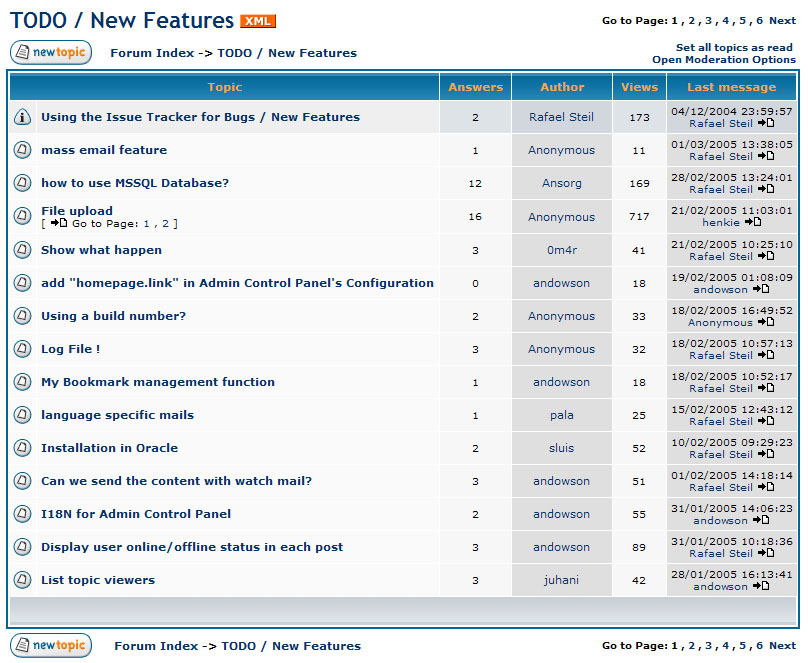 TODO / New Features XML
Go to Page: 1 , 2 , 3 , 4 , 5 , 6 Next
newtopic Forum Index -> TODO / New Features
Set all topics as read
Open Moderation Options
Topic Answers Author Views Last message
Using the Issue Tracker for Bugs / New Features 2 Rafael Steil 173 04/12/2004 23:59:57
Rafael Steil
mass email feature 1 Anonymous 11 01/03/2005 13:38:05
Rafael Steil
how to use MSSQL Database? 12 Ansorg 169 28/02/2005 13:24:01
Rafael Steil
File upload 16 Anonymous 717 21/02/2005 11:03:01
[ Go to Page: 1 , 2 ] henkie
Show what happen 3 0m4r 41 21/02/2005 10:25:10
Rafael Steil
add "homepage.link" in Admin Control Panel's Configuration 0 andowson 18 19/02/2005 01:08:09
andowson
Using a build number? 2 Anonymous 33 18/02/2005 16:49:52
Anonymous
Log File ! 3 Anonymous 32 18/02/2005 10:57:13
Rafael Steil
My Bookmark management function 1 andowson 18 18/02/2005 10:52:17
Rafael Steil
language specific mails 1 pala 25 15/02/2005 12:43:12
Rafael Steil
Installation in Oracle 2 sluis 52 10/02/2005 09:29:23
Rafael Steil
Can we send the content with watch mail? 3 andowson 51 01/02/2005 14:18:14
Rafael Steil
I18N for Admin Control Panel 2 andowson 55 31/01/2005 14:06:23
andowson
Display user online/offline status in each post 3 andowson 89 31/01/2005 10:18:36
Rafael Steil
List topic viewers 3 juhani 42 28/01/2005 16:13:41
andowson
newtopic Forum Index -> TODO / New Features Go to Page: 1 , 2 , 3 , 4 , 5 , 6 Next